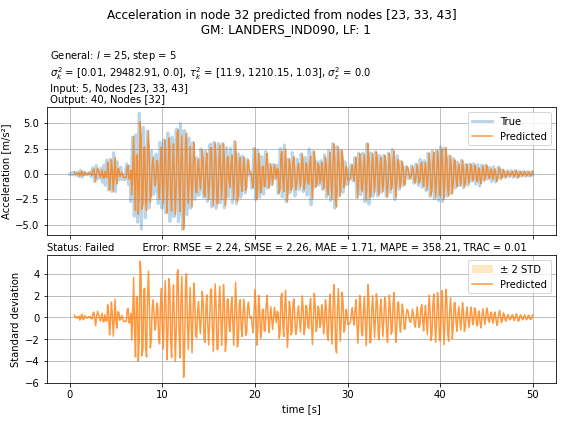 Acceleration in node 32 predicted from nodes [23, 33, 43]
GM: LANDERS_IND090, LF: 1
General: l = 25, step = 5
σ²ₖ = [0.01, 29482.91, 0.0], τ²ₖ = [11.9, 1210.15, 1.03], σ²ε = 0.0
Input: 5, Nodes [23, 33, 43]
Output: 40, Nodes [32]
Acceleration [m/s²]
5.0
2.5
0.0
−2.5
−5.0
True
Predicted
Status: Failed Error: RMSE = 2.24, SMSE = 2.26, MAE = 1.71, MAPE = 358.21, TRAC = 0.01
Standard deviation
4
2
0
−2
−4
−6
± 2 STD
Predicted
0 10 20 30 40 50
time [s]